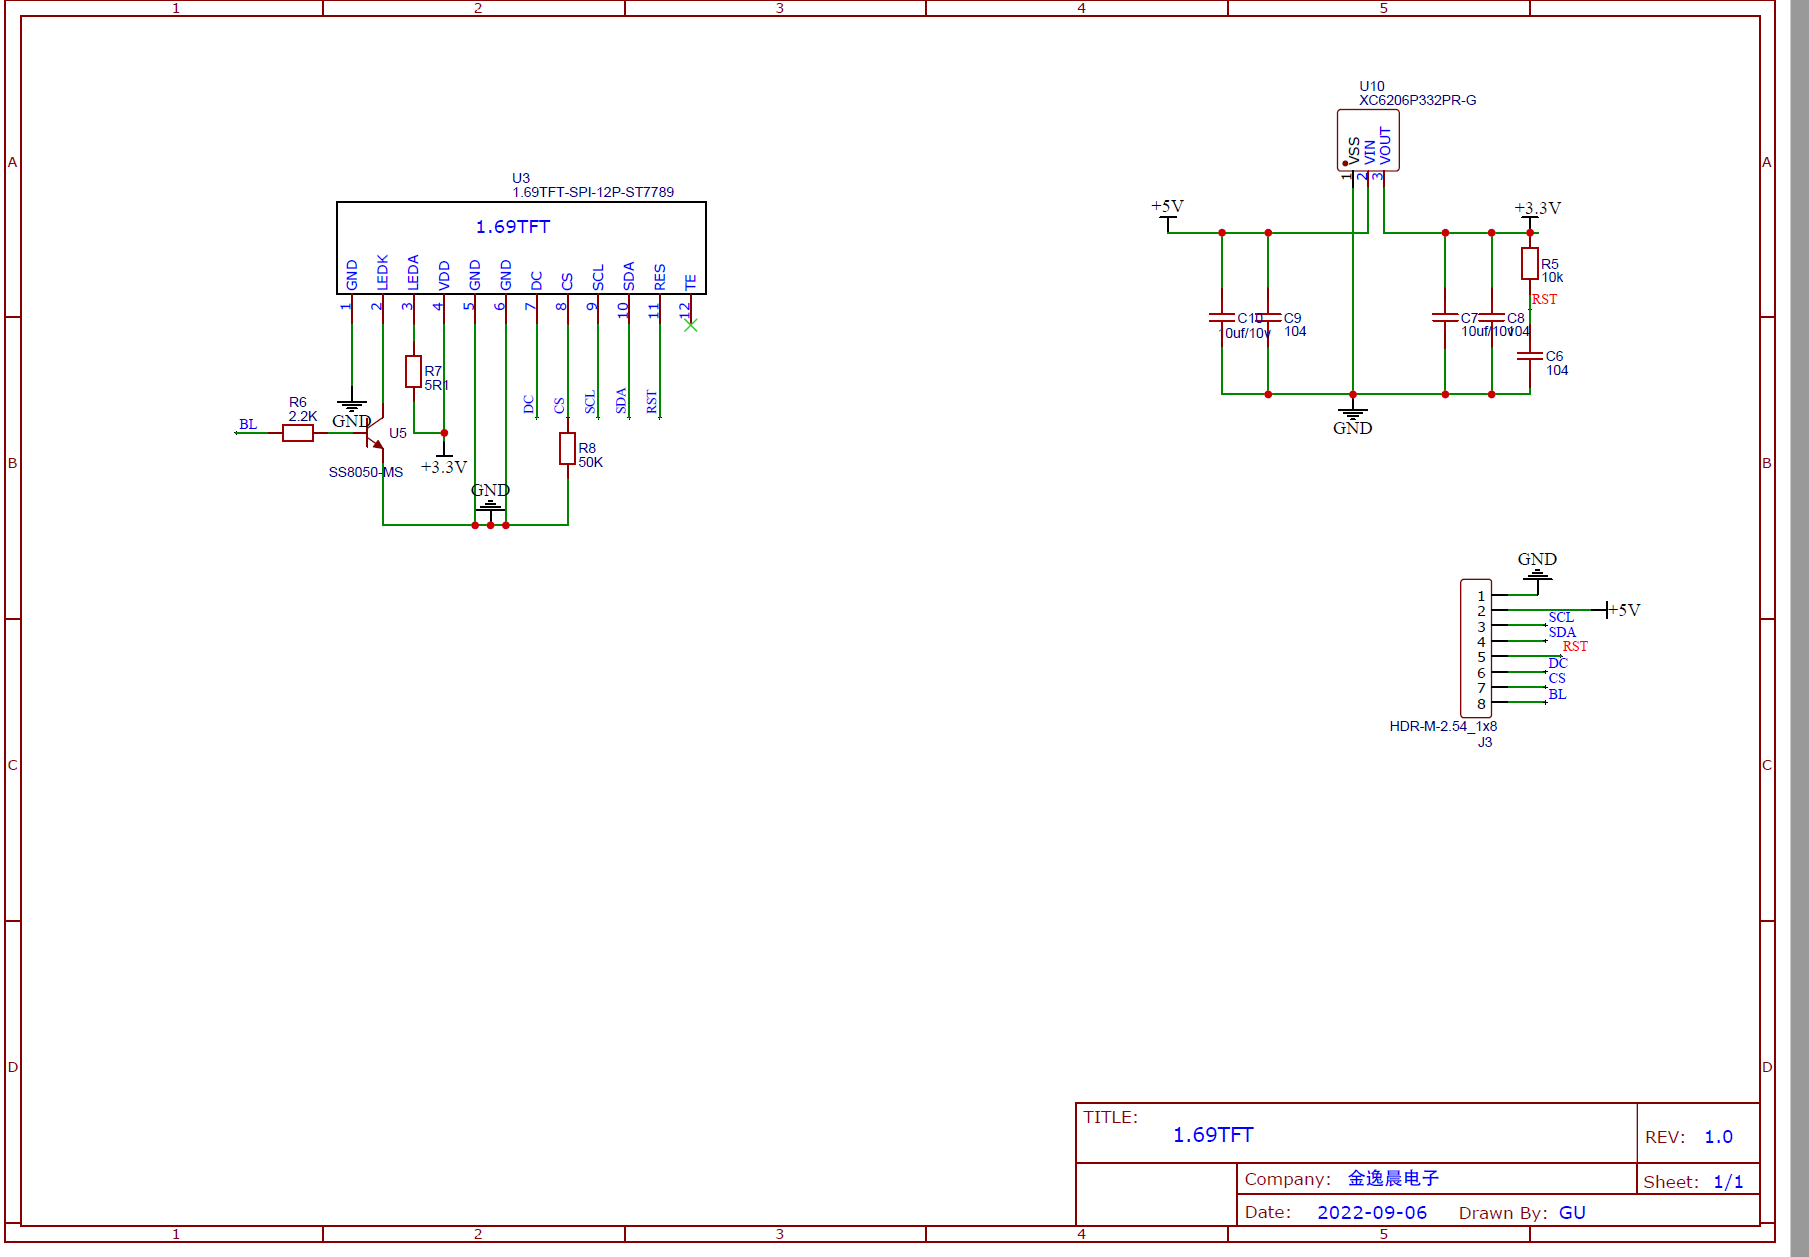 1 2 3 4 5
A A
B B
C C
D D
1 2 3 4 5
U3
1.69TFT-SPI-12P-ST7789
1.69TFT
GND
LEDK
LEDA
VDD
GND
GND
DC
CS
SCL
SDA
RES
TE
1
2
3
4
5
6
7
8
9
10
11
12
R7
5R1
R6
2.2K
BL
GND
U5
SS8050-MS
+3.3V
GND
DC
CS
SCL
SDA
RST
R8
50K
U10
XC6206P332PR-G
VSS
VIN
VOUT
1
2
3
+5V
+3.3V
R5
10k
RST
C10
10uf/10v
C9
104
C7
10uf/10v
C8
104
C6
104
GND
GND
+5V
1
2
3
4
5
6
7
8
SCL
SDA
RST
DC
CS
BL
HDR-M-2.54_1x8
J3
TITLE:
1.69TFT
REV: 1.0
Company: 金逸晨电子
Sheet: 1/1
Date: 2022-09-06 Drawn By: GU